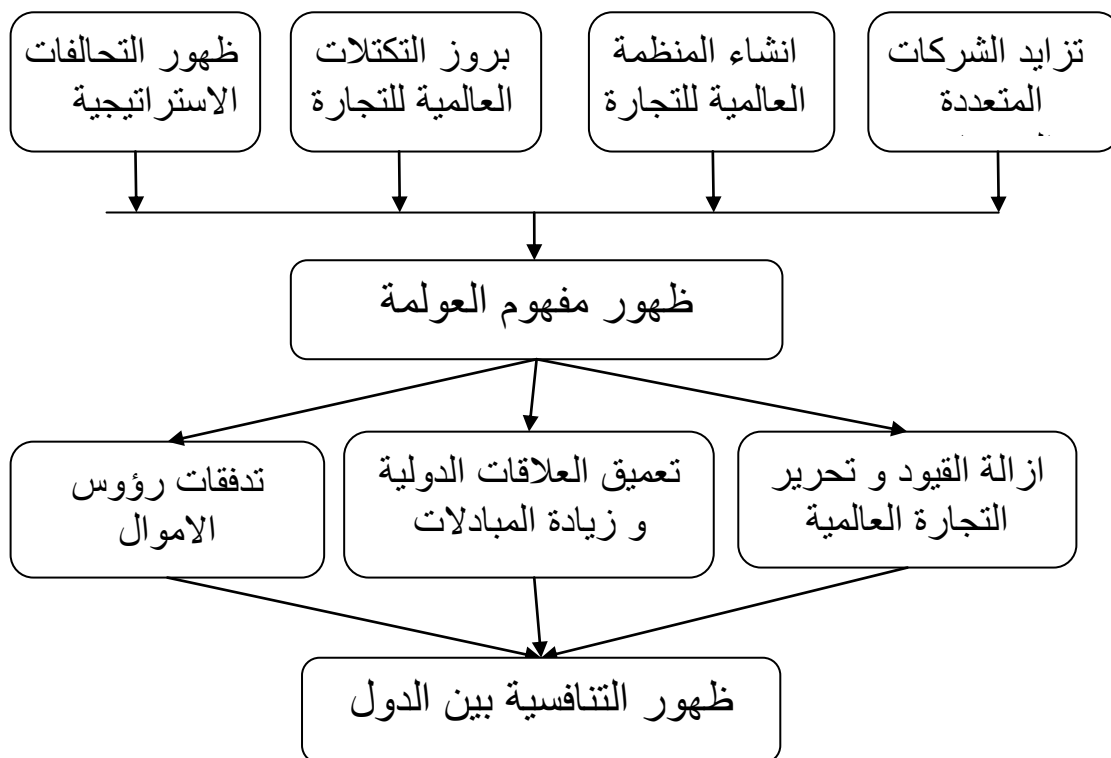 تزايد الشركات
المتعددة
انشاء المنظمة
العالمية للتجارة
بروز التكتلات
العالمية للتجارة
ظهور التحالفات
الاستراتيجية
ظهور مفهوم العولمة
ازالة القيود و تحرير
التجارة العالمية
تعميق العلاقات الدولية
و زيادة المبادلات
تدفقات رؤوس
الاموال
ظهور التنافسية بين الدول